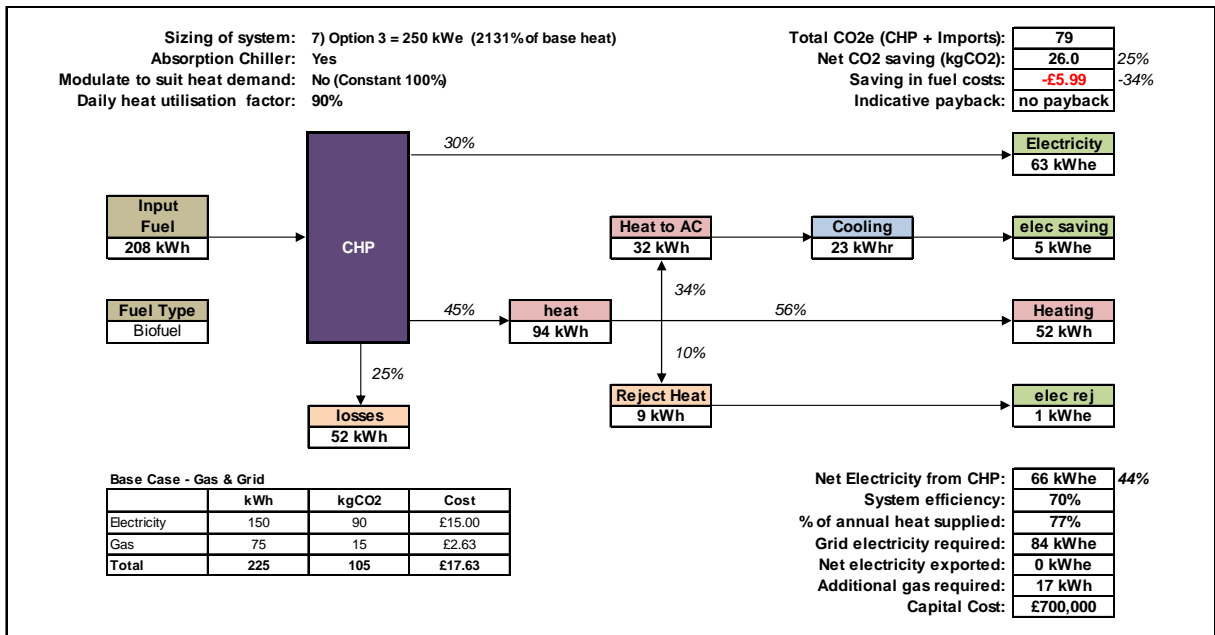 Sizing of system: 7) Option 3 = 250 kWe (2131% of base heat)
Absorption Chiller: Yes
Modulate to suit heat demand: No (Constant 100%)
Daily heat utilisation factor: 90%
Total CO2e (CHP + Imports): 79
Net CO2 saving (kgCO2): 26.0 25%
Saving in fuel costs: -£5.99 -34%
Indicative payback: no payback
30%
Electricity
63 kWhe
Input
Fuel
208 kWh
CHP
Heat to AC
32 kWh
Cooling
23 kWhr
elec saving
5 kWhe
34%
Fuel Type
Biofuel
45%
heat
94 kWh
56%
Heating
52 kWh
10%
25%
losses
52 kWh
Reject Heat
9 kWh
elec rej
1 kWhe
Base Case - Gas & Grid
kWh kgCO2 Cost
Electricity 150 90 £15.00
Gas 75 15 £2.63
Total 225 105 £17.63
Net Electricity from CHP: 66 kWhe 44%
System efficiency: 70%
% of annual heat supplied: 77%
Grid electricity required: 84 kWhe
Net electricity exported: 0 kWhe
Additional gas required: 17 kWh
Capital Cost: £700,000